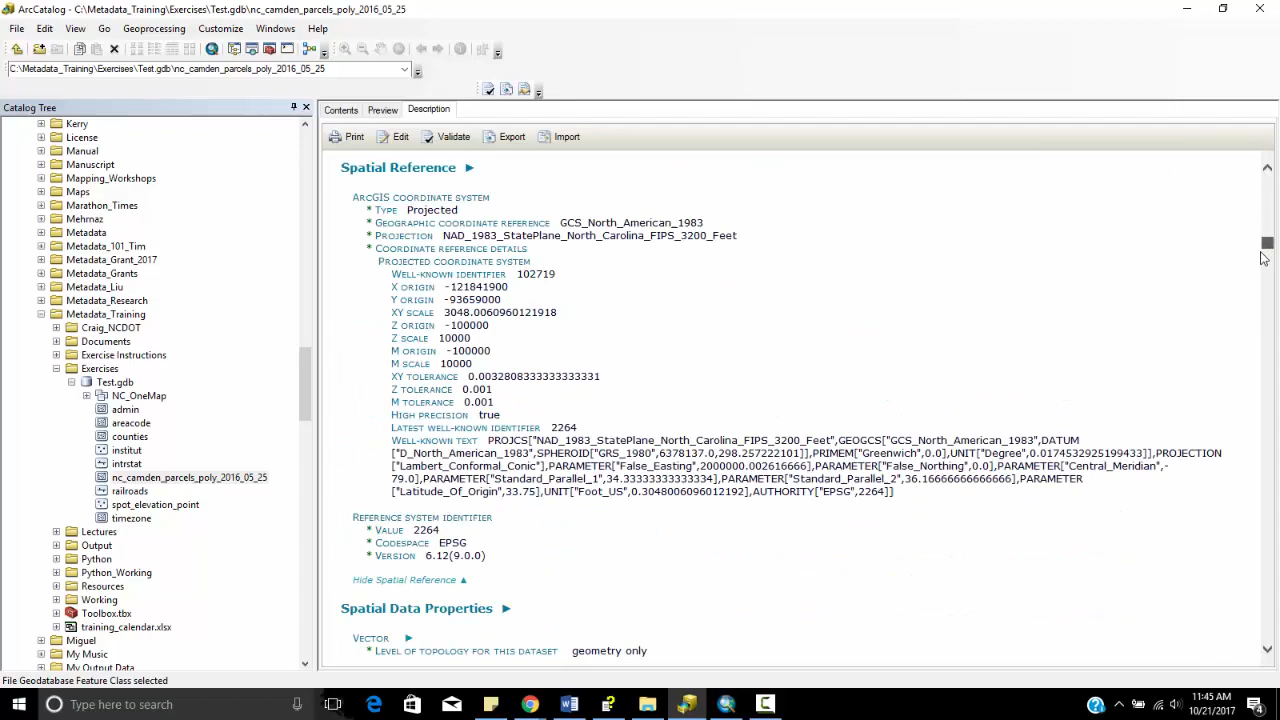 ArcCatalog - C:\Metadata_Training\Exercises\Test.gdb\nc_camden_parcels_poly_2016_05_25
File Edit View Go Geoprocessing Customize Windows Help
C:\Metadata_Training\Exercises\Test.gdb\nc_camden_parcels_poly_2016_05_25
Catalog Tree
Kerry
License
Manual
Manuscript
Mapping_Workshops
Maps
Marathon_Times
Mehrnaz
Metadata
Metadata_101_Tim
Metadata_Grant_2017
Metadata_Grants
Metadata_Liu
Metadata_Research
Metadata_Training
Craig_NCDOT
Documents
Exercise Instructions
Exercises
Test.gdb
NC_OneMap
admin
areacode
counties
institut
intrstat
nc_camden_parcels_poly_2016_05_25
railroads
spot_elevation_point
timezone
Lectures
Output
Python
Python_Working
Resources
Working
Toolbox.tbx
training_calendar.xlsx
Miguel
My Music
My Output Data
Contents Preview Description
Print Edit Validate Export Import
Spatial Reference ►
ARCGIS COORDINATE SYSTEM
* TYPE Projected
* GEOGRAPHIC COORDINATE REFERENCE GCS_North_American_1983
* PROJECTION NAD_1983_StatePlane_North_Carolina_FIPS_3200_Feet
* COORDINATE REFERENCE DETAILS
PROJECTED COORDINATE SYSTEM
WELL-KNOWN IDENTIFIER 102719
X ORIGIN -121841900
Y ORIGIN -93659000
XY SCALE 3048.0060960121918
Z ORIGIN -100000
Z SCALE 10000
M ORIGIN -100000
M SCALE 10000
XY TOLERANCE 0.0032808333333333331
Z TOLERANCE 0.001
M TOLERANCE 0.001
HIGH PRECISION true
LATEST WELL-KNOWN IDENTIFIER 2264
WELL-KNOWN TEXT PROJCS["NAD_1983_StatePlane_North_Carolina_FIPS_3200_Feet",GEOGCS["GCS_North_American_1983",DATUM
["D_North_American_1983",SPHEROID["GRS_1980",6378137.0,298.257222101]],PRIMEM["Greenwich",0.0],UNIT["Degree",0.0174532925199433]],PROJECTION
["Lambert_Conformal_Conic"],PARAMETER["False_Easting",2000000.002616666],PARAMETER["False_Northing",0.0],PARAMETER["Central_Meridian",-
79.0],PARAMETER["Standard_Parallel_1",34.33333333333334],PARAMETER["Standard_Parallel_2",36.16666666666666],PARAMETER
["Latitude_Of_Origin",33.75],UNIT["Foot_US",0.3048006096012192],AUTHORITY["EPSG",2264]]
REFERENCE SYSTEM IDENTIFIER
* VALUE 2264
* CODESPACE EPSG
* VERSION 6.12(9.0.0)
Hide Spatial Reference ▲
Spatial Data Properties ►
VECTOR ►
* LEVEL OF TOPOLOGY FOR THIS DATASET geometry only
File Geodatabase Feature Class selected
Type here to search
11:45 AM
10/21/2017
4